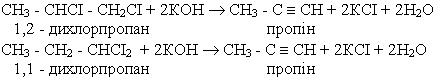 CH₃ - CHCl - CH₂Cl + 2KOH → CH₃ - C ≡ CH + 2KCl + 2H₂O
1,2 - дихлорпропан пропін
CH₃ - CH₂ - CHCl₂ + 2KOH → CH₃ - C ≡ CH + 2KCl + 2H₂O
1,1 - дихлорпропан пропін